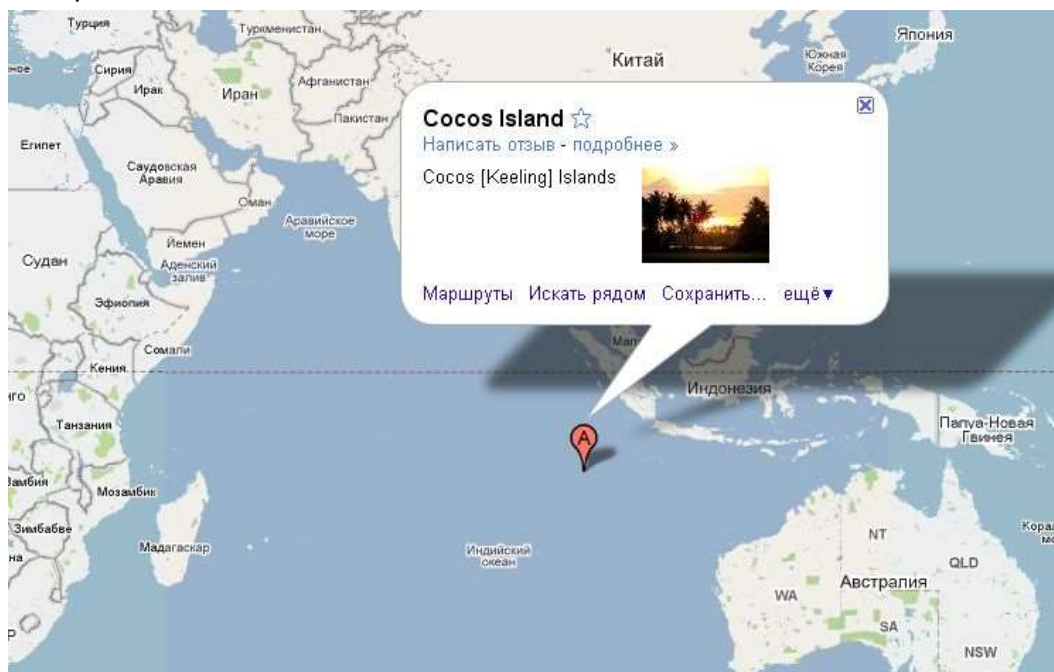 Турция
Туркменистан
Япония
Китай
Южная
Корея
Сирия
Афганистан
Ирак
Иран
Пакистан
Cocos Island
Написать отзыв - подробнее »
Cocos [Keeling] Islands
Маршруты Искать рядом Сохранить... ещё▼
Египет
Саудовская
Аравия
Оман
Аравийское
море
Йемен
Судан
Аденский
залив
Эфиопия
Сомали
Кения
Индонезия
Танзания
Папуа-Новая
Гвинея
A
Замбия
Мозамбик
Зимбабве
Мадагаскар
Индийский
океан
NT
QLD
Австралия
WA
SA
NSW